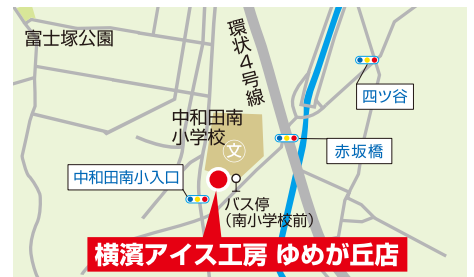 富士塚公園
環状4号線
四ツ谷
中和田南
小学校
文
赤坂橋
中和田南小入口
バス停
(南小学校前)
横濱アイス工房 ゆめが丘店